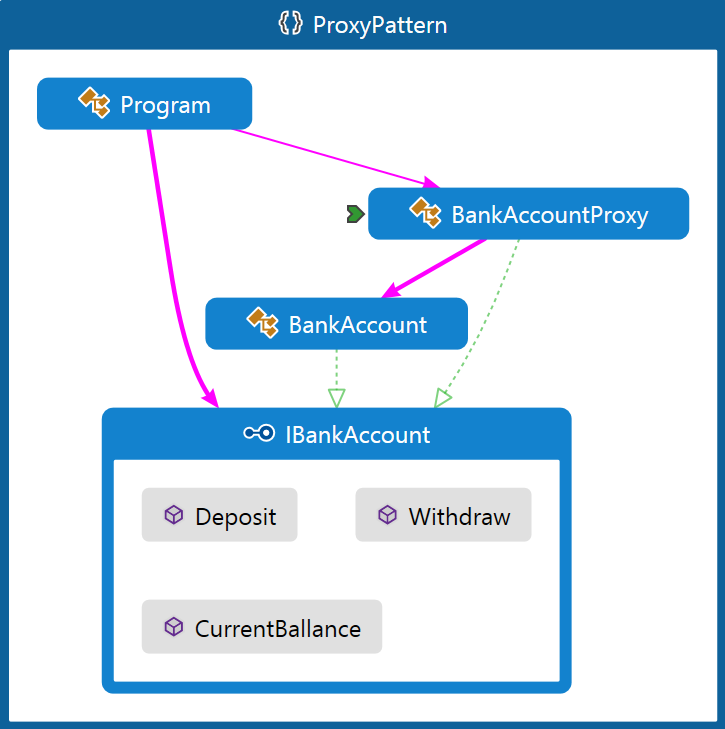 ProxyPattern
Program
BankAccountProxy
BankAccount
IBankAccount
Deposit
Withdraw
CurrentBallance